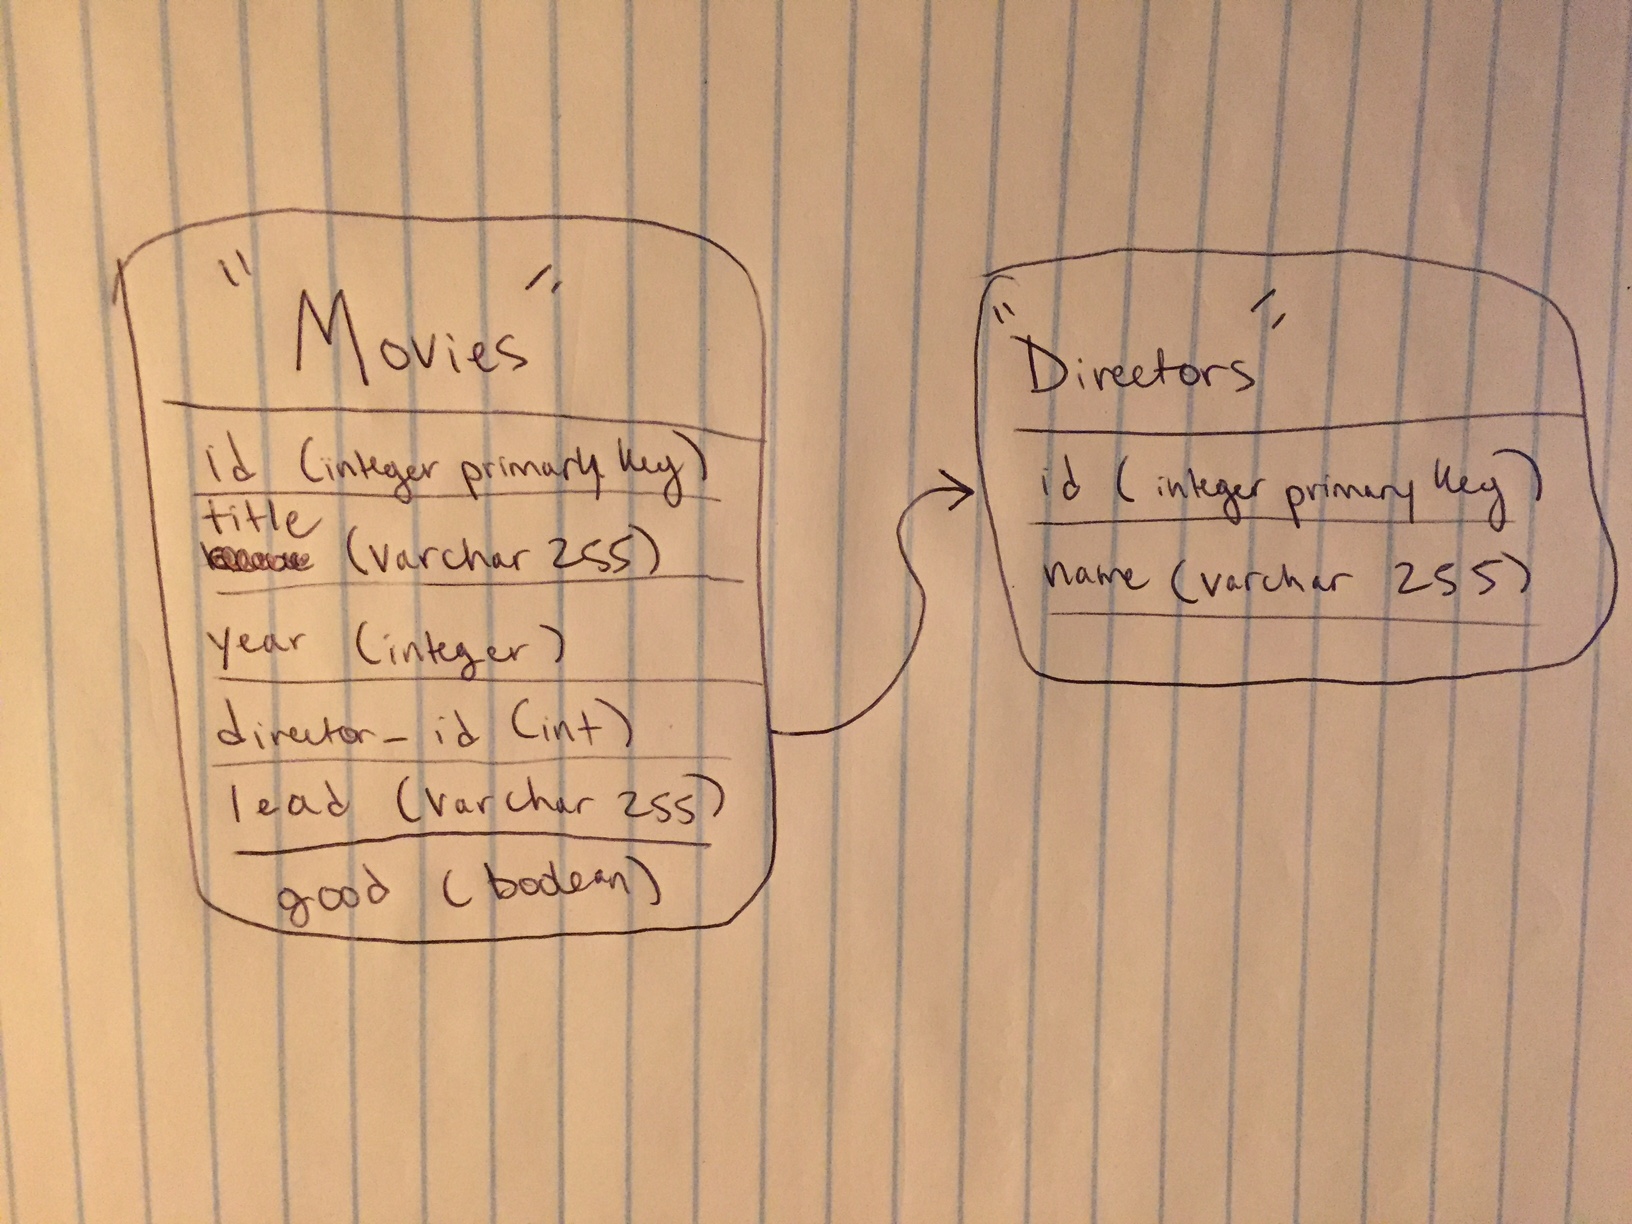 "Movies"
id (integer primary key)
title
(varchar 255)
year (integer)
director_id (int)
lead (varchar 255)
good (boolean)
"Directors"
id (integer primary key)
name (varchar 255)